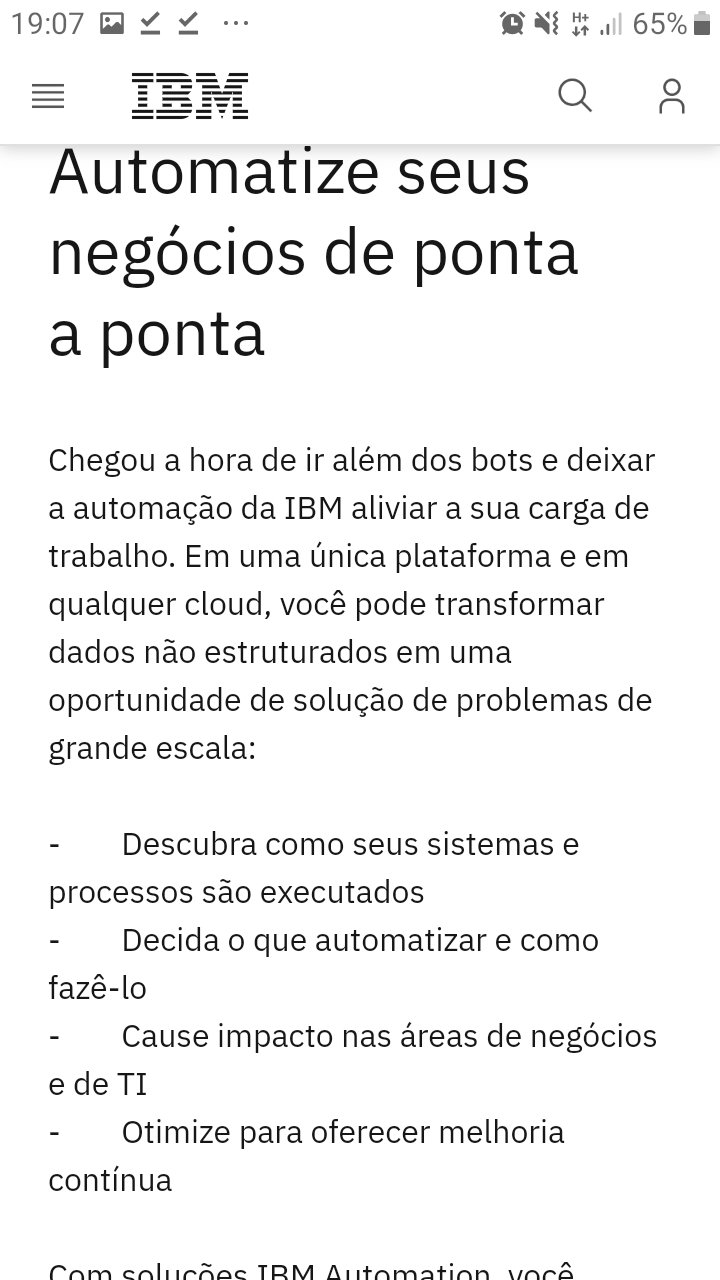 19:07
H+
65%
IBM
Automatize seus
negócios de ponta
a ponta
Chegou a hora de ir além dos bots e deixar
a automação da IBM aliviar a sua carga de
trabalho. Em uma única plataforma e em
qualquer cloud, você pode transformar
dados não estruturados em uma
oportunidade de solução de problemas de
grande escala:
- Descubra como seus sistemas e
processos são executados
- Decida o que automatizar e como
fazê-lo
- Cause impacto nas áreas de negócios
e de TI
- Otimize para oferecer melhoria
contínua
Com soluções IBM Automation, você